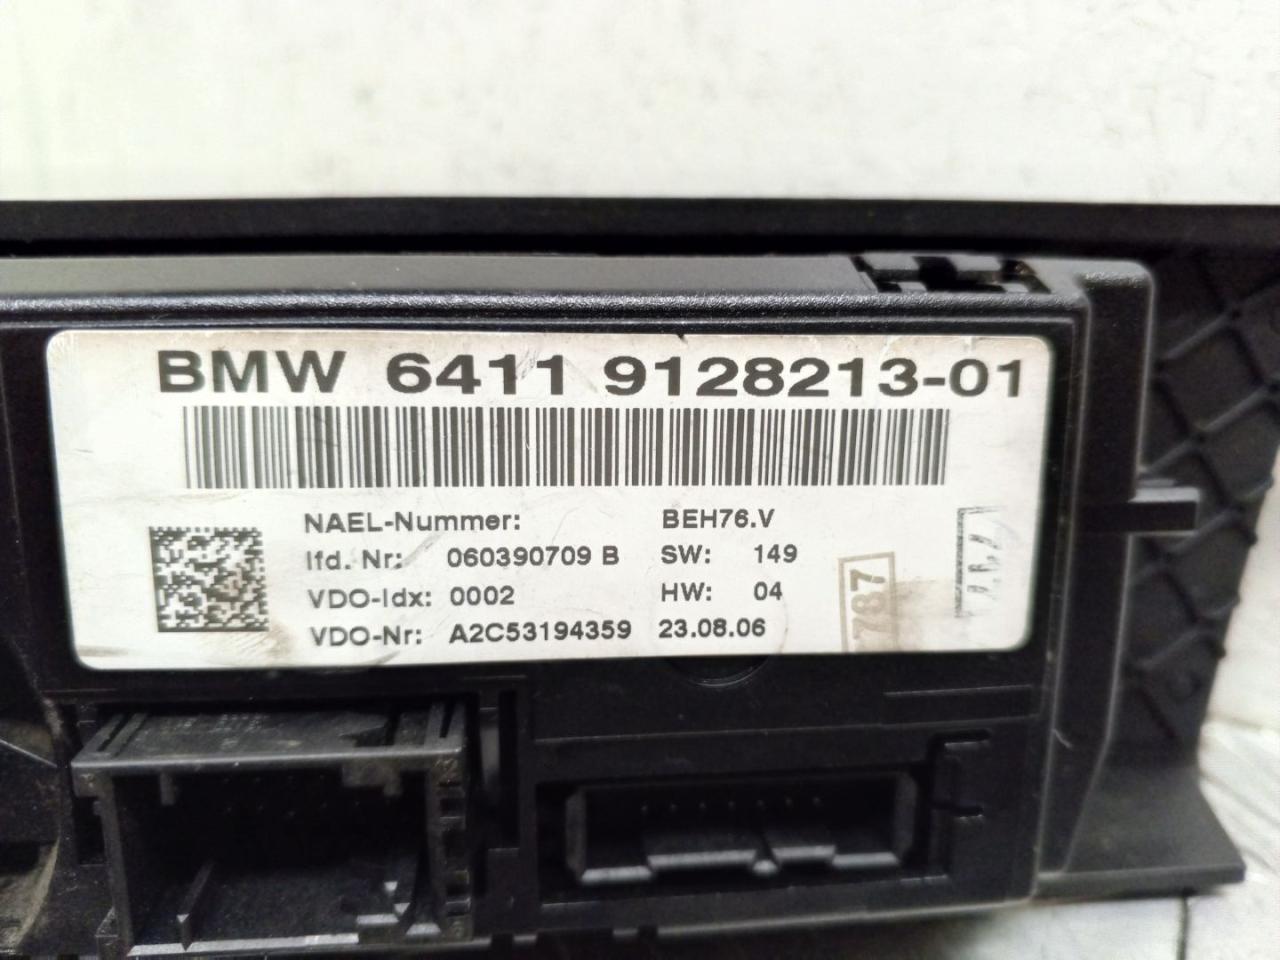 BMW 6411 9128213-01
NAEL-Nummer: BEH76.V
lfd. Nr: 060390709 B SW: 149
VDO-Idx: 0002 HW: 04
VDO-Nr: A2C53194359 23.08.06
787